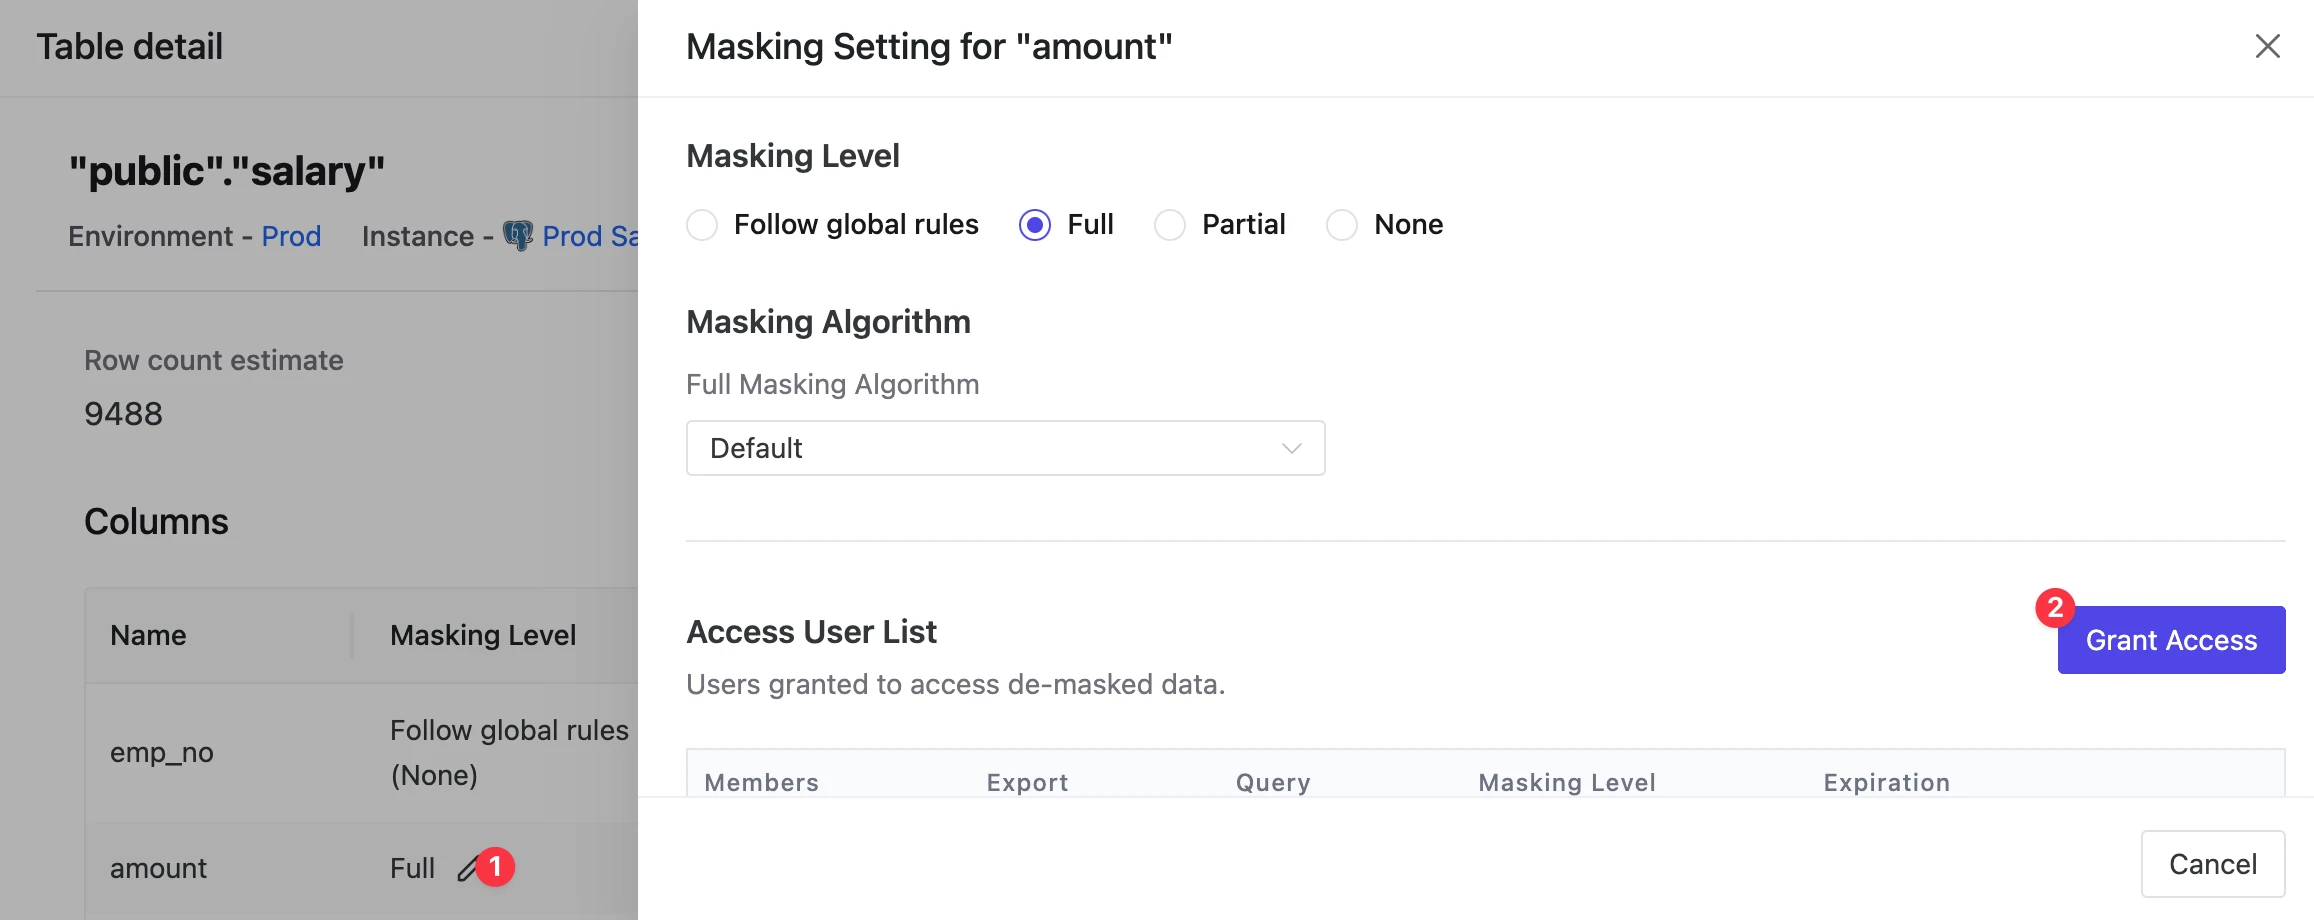 Table detail
"public"."salary"
Environment - Prod Instance - Prod Sa
Row count estimate
9488
Columns
Name Masking Level
emp_no Follow global rules
(None)
amount Full 1
Masking Setting for "amount"
Masking Level
Follow global rules Full Partial None
Masking Algorithm
Full Masking Algorithm
Default
Access User List
2
Grant Access
Users granted to access de-masked data.
Members Export Query Masking Level Expiration
Cancel